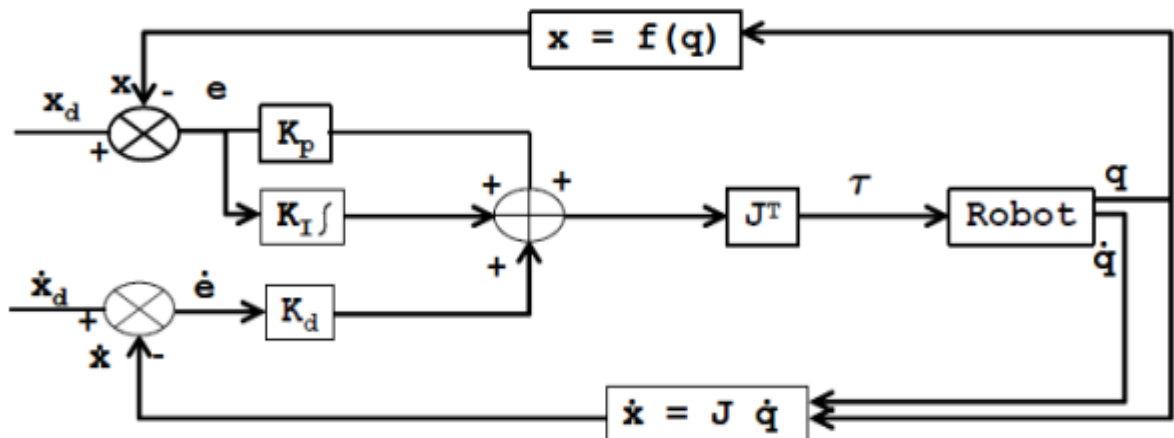 x = f(q)
x - e
x_d
+
K_p
+ +
K_I∫
J^T
τ
Robot
q
q̇
+
ẋ_d
+
ė
K_d
ẋ -
ẋ = J q̇